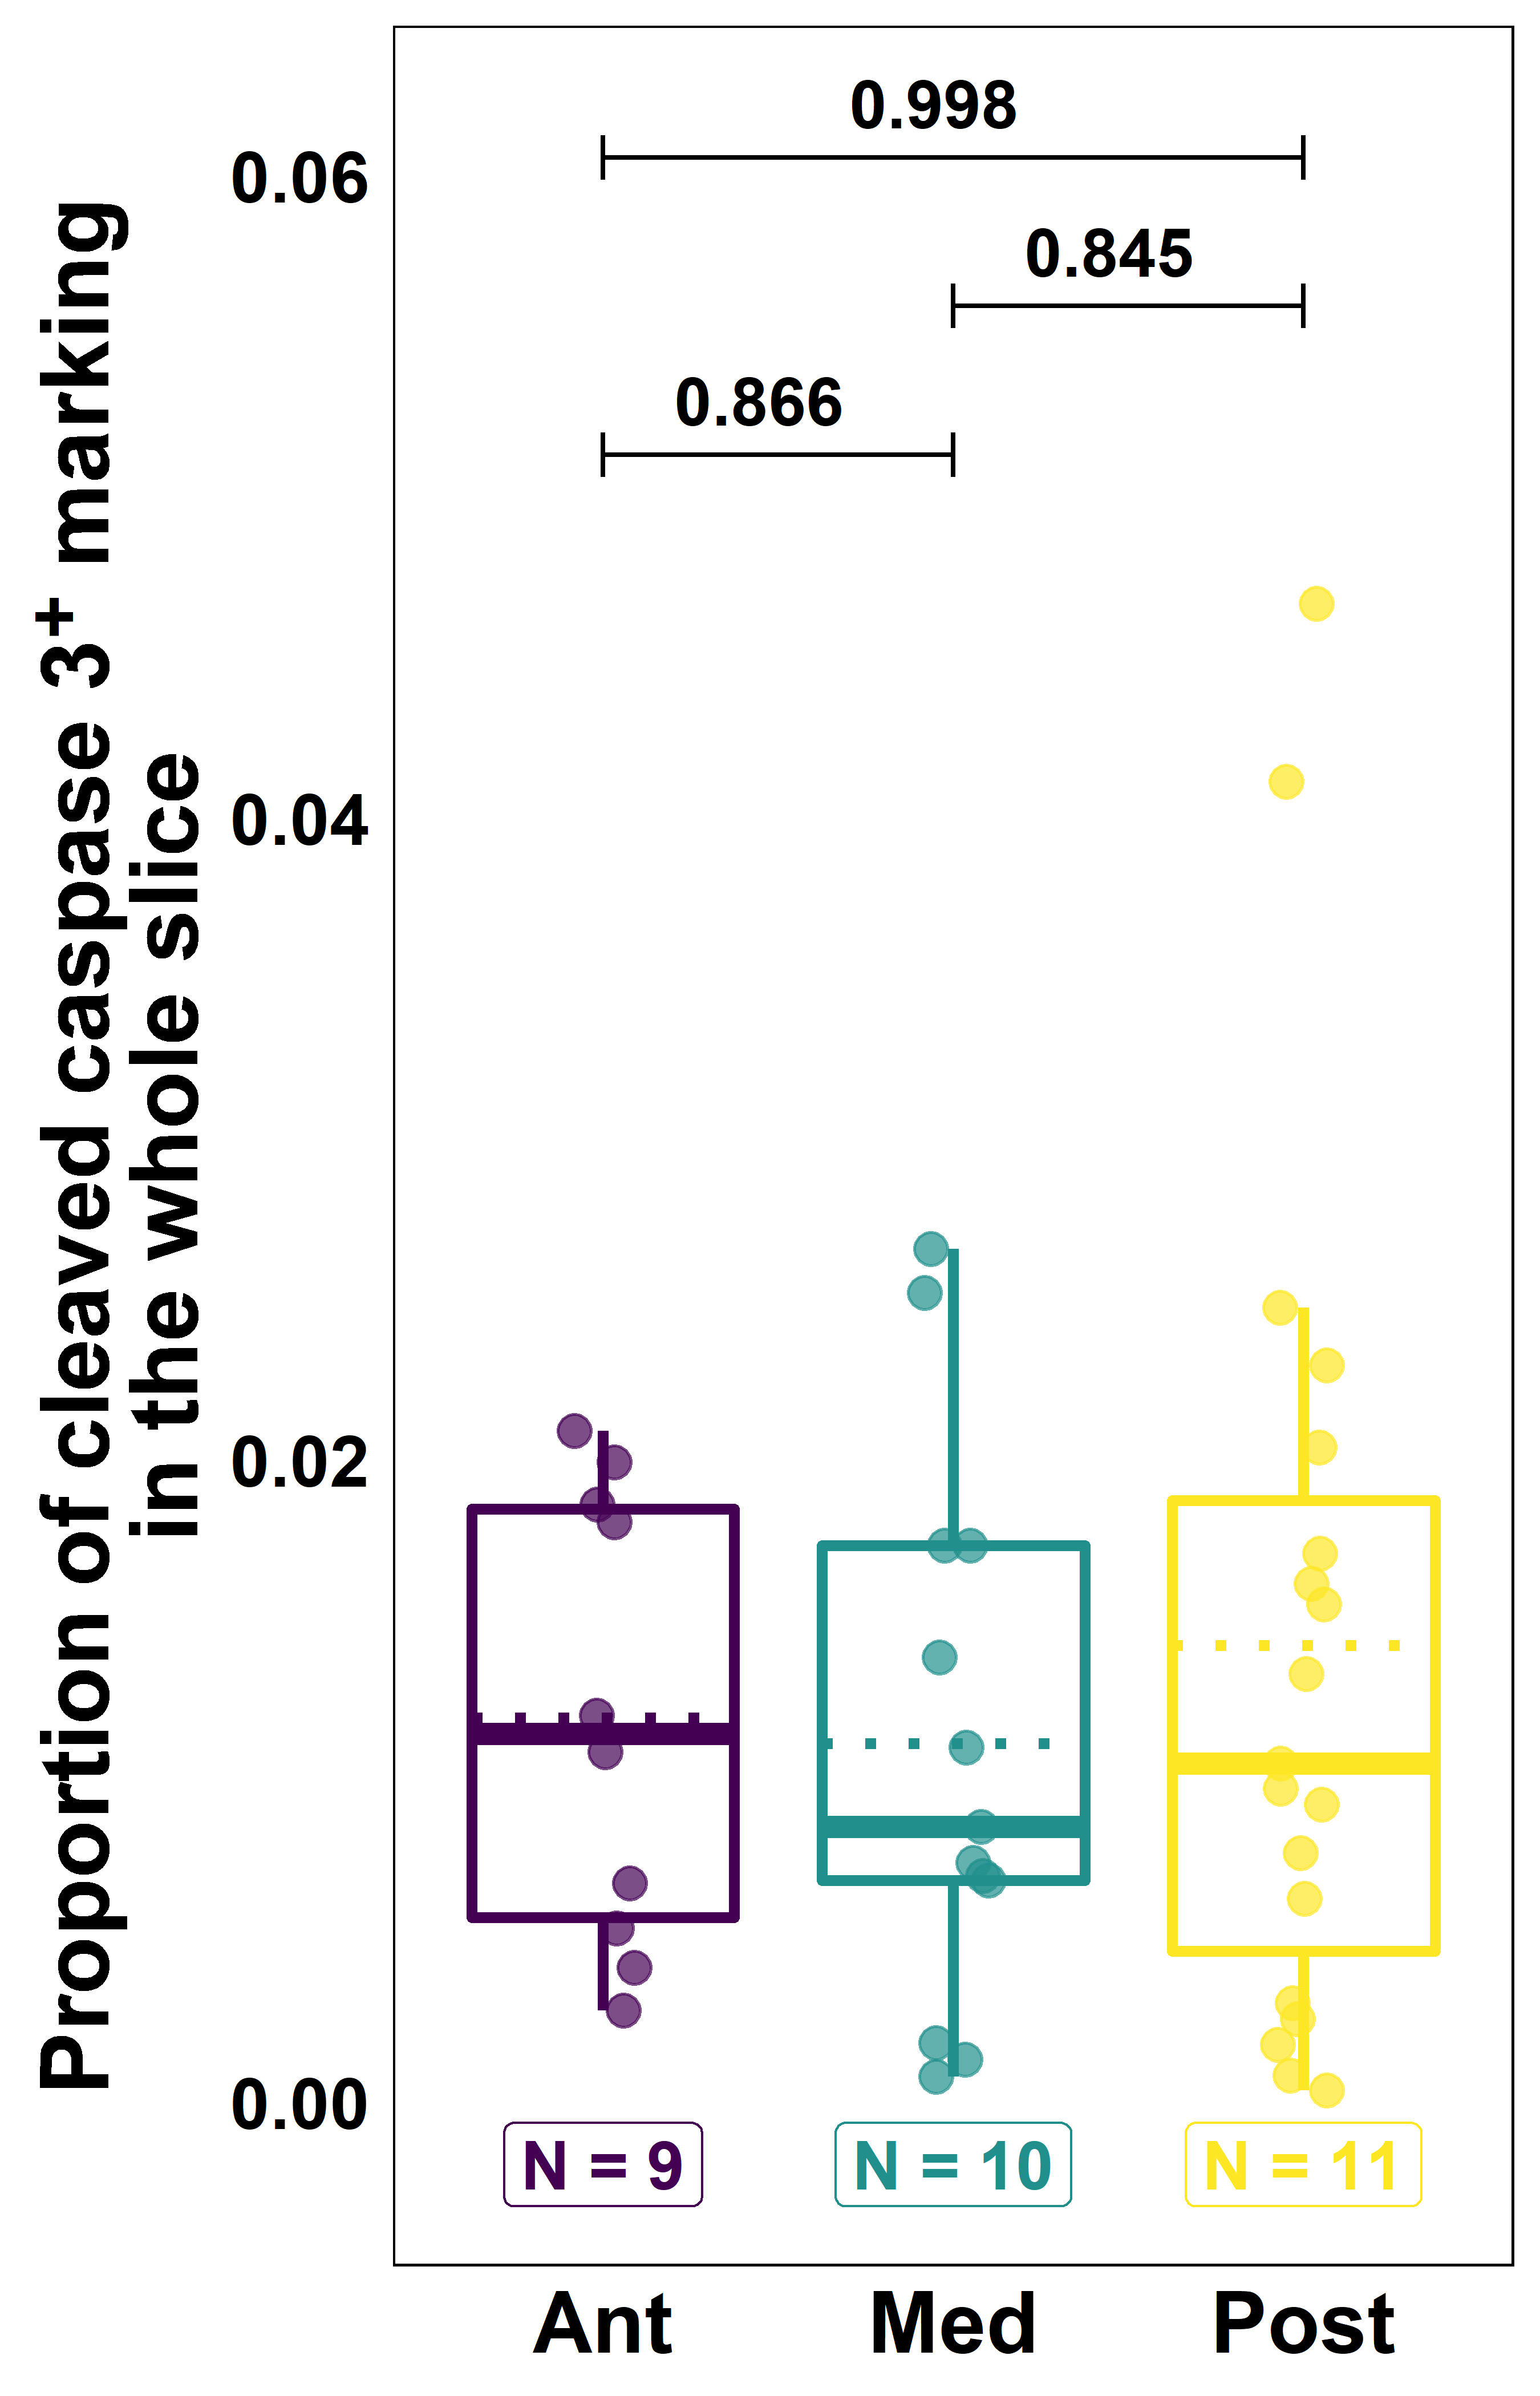 Proportion of cleaved caspase 3⁺ marking
in the whole slice
0.06
0.04
0.02
0.00
0.998
0.845
0.866
N = 9
N = 10
N = 11
Ant
Med
Post